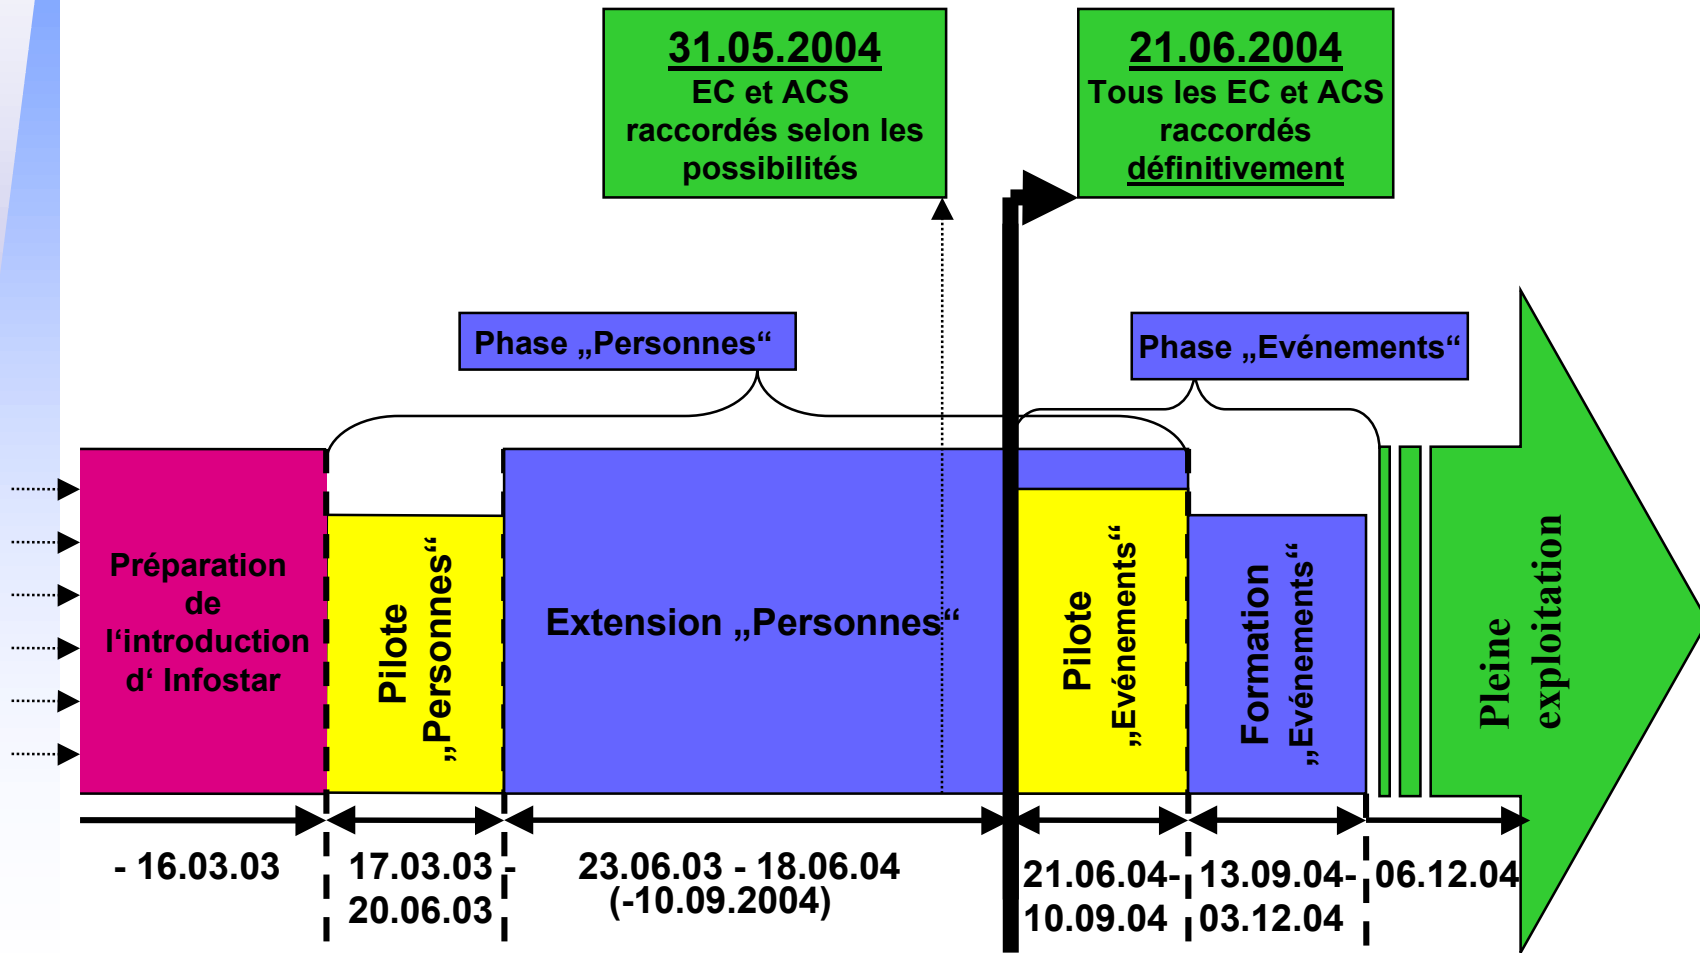 31.05.2004
EC et ACS
raccordés selon les
possibilités
21.06.2004
Tous les EC et ACS
raccordés
définitivement
Phase „Personnes“
Phase „Evénements“
Préparation
de
l‘introduction
d‘ Infostar
Pilote
„Personnes“
Extension „Personnes“
Pilote
„Evénements“
Formation
„Evénements“
Pleine
exploitation
- 16.03.03
17.03.03 -
20.06.03
23.06.03 - 18.06.04
(-10.09.2004)
21.06.04-
10.09.04
13.09.04-
03.12.04
06.12.04